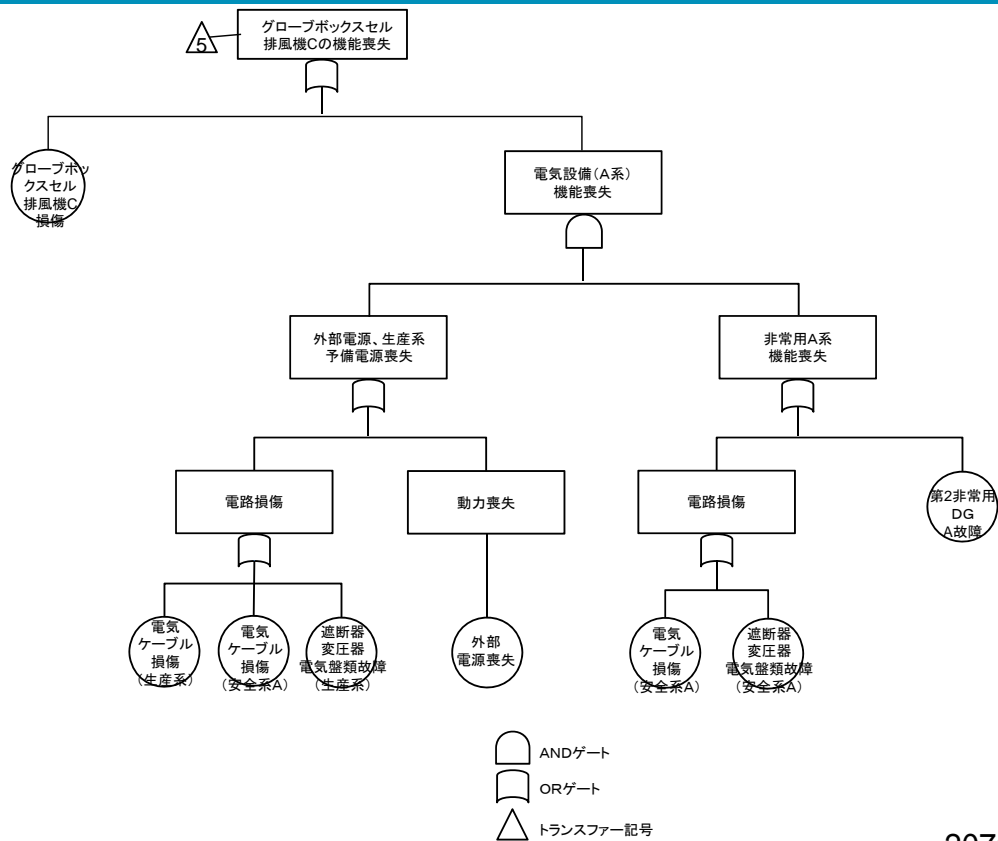 グローブボックスセル
排風機Cの機能喪失
5
グローブボッ
クスセル
排風機C
損傷
電気設備(A系)
機能喪失
外部電源、生産系
予備電源喪失
非常用A系
機能喪失
電路損傷
動力喪失
電路損傷
第2非常用
DG
A故障
電気
ケーブル
損傷
(生産系)
電気
ケーブル
損傷
(安全系A)
遮断器
変圧器
電気盤類故障
(生産系)
外部
電源喪失
電気
ケーブル
損傷
(安全系A)
遮断器
変圧器
電気盤類故障
(安全系A)
ANDゲート
ORゲート
トランスファー記号